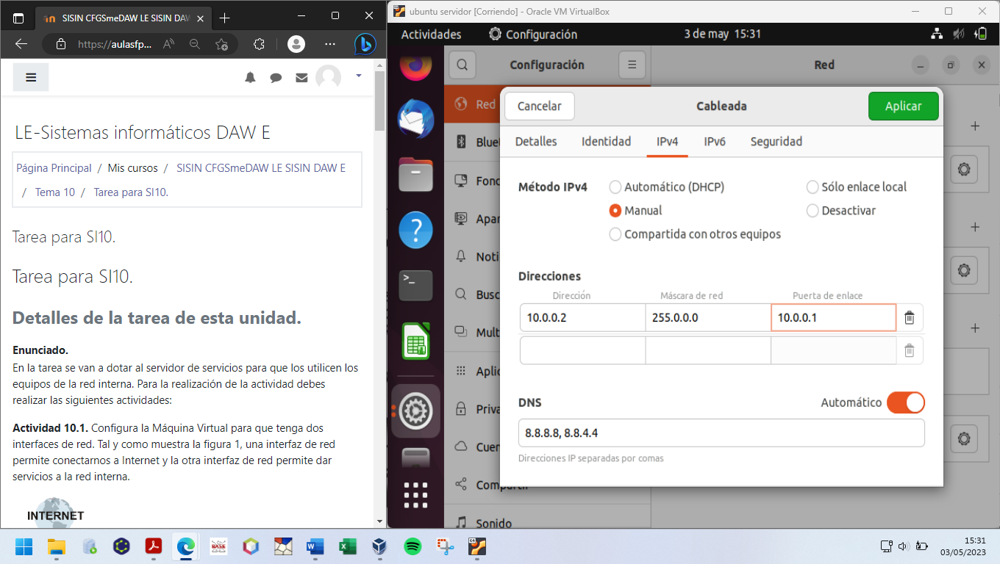 SISIN CFGSmeDAW LE SISIN DAW
https://aulasfp...
LE-Sistemas informáticos DAW E
Página Principal / Mis cursos / SISIN CFGSmeDAW LE SISIN DAW E
/ Tema 10 / Tarea para SI10.
Tarea para SI10.
Tarea para SI10.
Detalles de la tarea de esta unidad.
Enunciado.
En la tarea se van a dotar al servidor de servicios para que los utilicen los
equipos de la red interna. Para la realización de la actividad debes
realizar las siguientes actividades:
Actividad 10.1. Configura la Máquina Virtual para que tenga dos
interfaces de red. Tal y como muestra la figura 1, una interfaz de red
permite conectarnos a Internet y la otra interfaz de red permite dar
servicios a la red interna.
INTERNET
ubuntu servidor [Corriendo] - Oracle VM VirtualBox
Actividades
Configuración
3 de may 15:31
Configuración
Red
Red
Cancelar
Cableada
Aplicar
Detalles
Identidad
IPv4
IPv6
Seguridad
Método IPv4
Automático (DHCP)
Sólo enlace local
Manual
Desactivar
Compartida con otros equipos
Direcciones
Dirección
Máscara de red
Puerta de enlace
10.0.0.2
255.0.0.0
10.0.0.1
DNS
Automático
8.8.8.8, 8.8.4.4
Direcciones IP separadas por comas
Bluet
Fond
Apar
Noti
Busc
Mult
Aplic
Priva
Cuen
Compartir
Sonido
BASE
15:31
03/05/2023